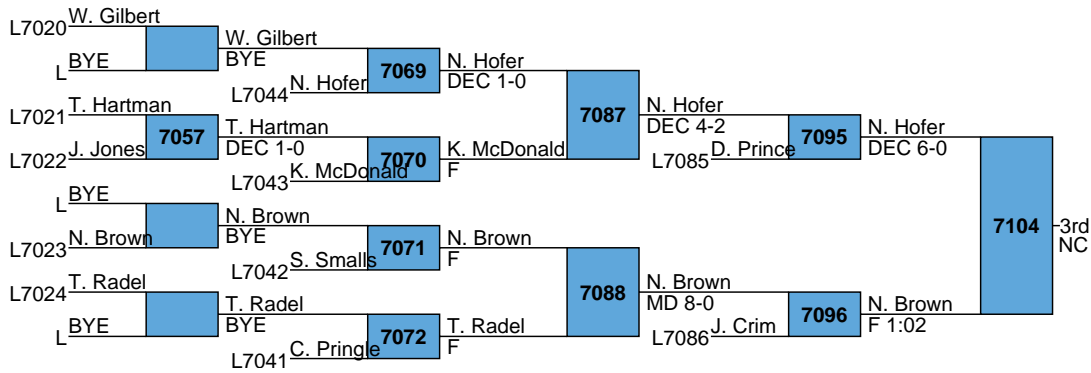 L7020 W. Gilbert
L BYE
W. Gilbert
BYE
7069
L7044 N. Hofer
N. Hofer
DEC 1-0
L7021 T. Hartman
7057
L7022 J. Jones
T. Hartman
DEC 1-0
7070
L7043 K. McDonald
K. McDonald
F
7087
N. Hofer
DEC 4-2
7095
L7085 D. Prince
N. Hofer
DEC 6-0
L BYE
L7023 N. Brown
N. Brown
BYE
7071
L7042 S. Smalls
N. Brown
F
L7024 T. Radel
L BYE
T. Radel
BYE
7072
L7041 C. Pringle
T. Radel
F
7088
N. Brown
MD 8-0
7096
L7086 J. Crim
N. Brown
F 1:02
7104
3rd
NC